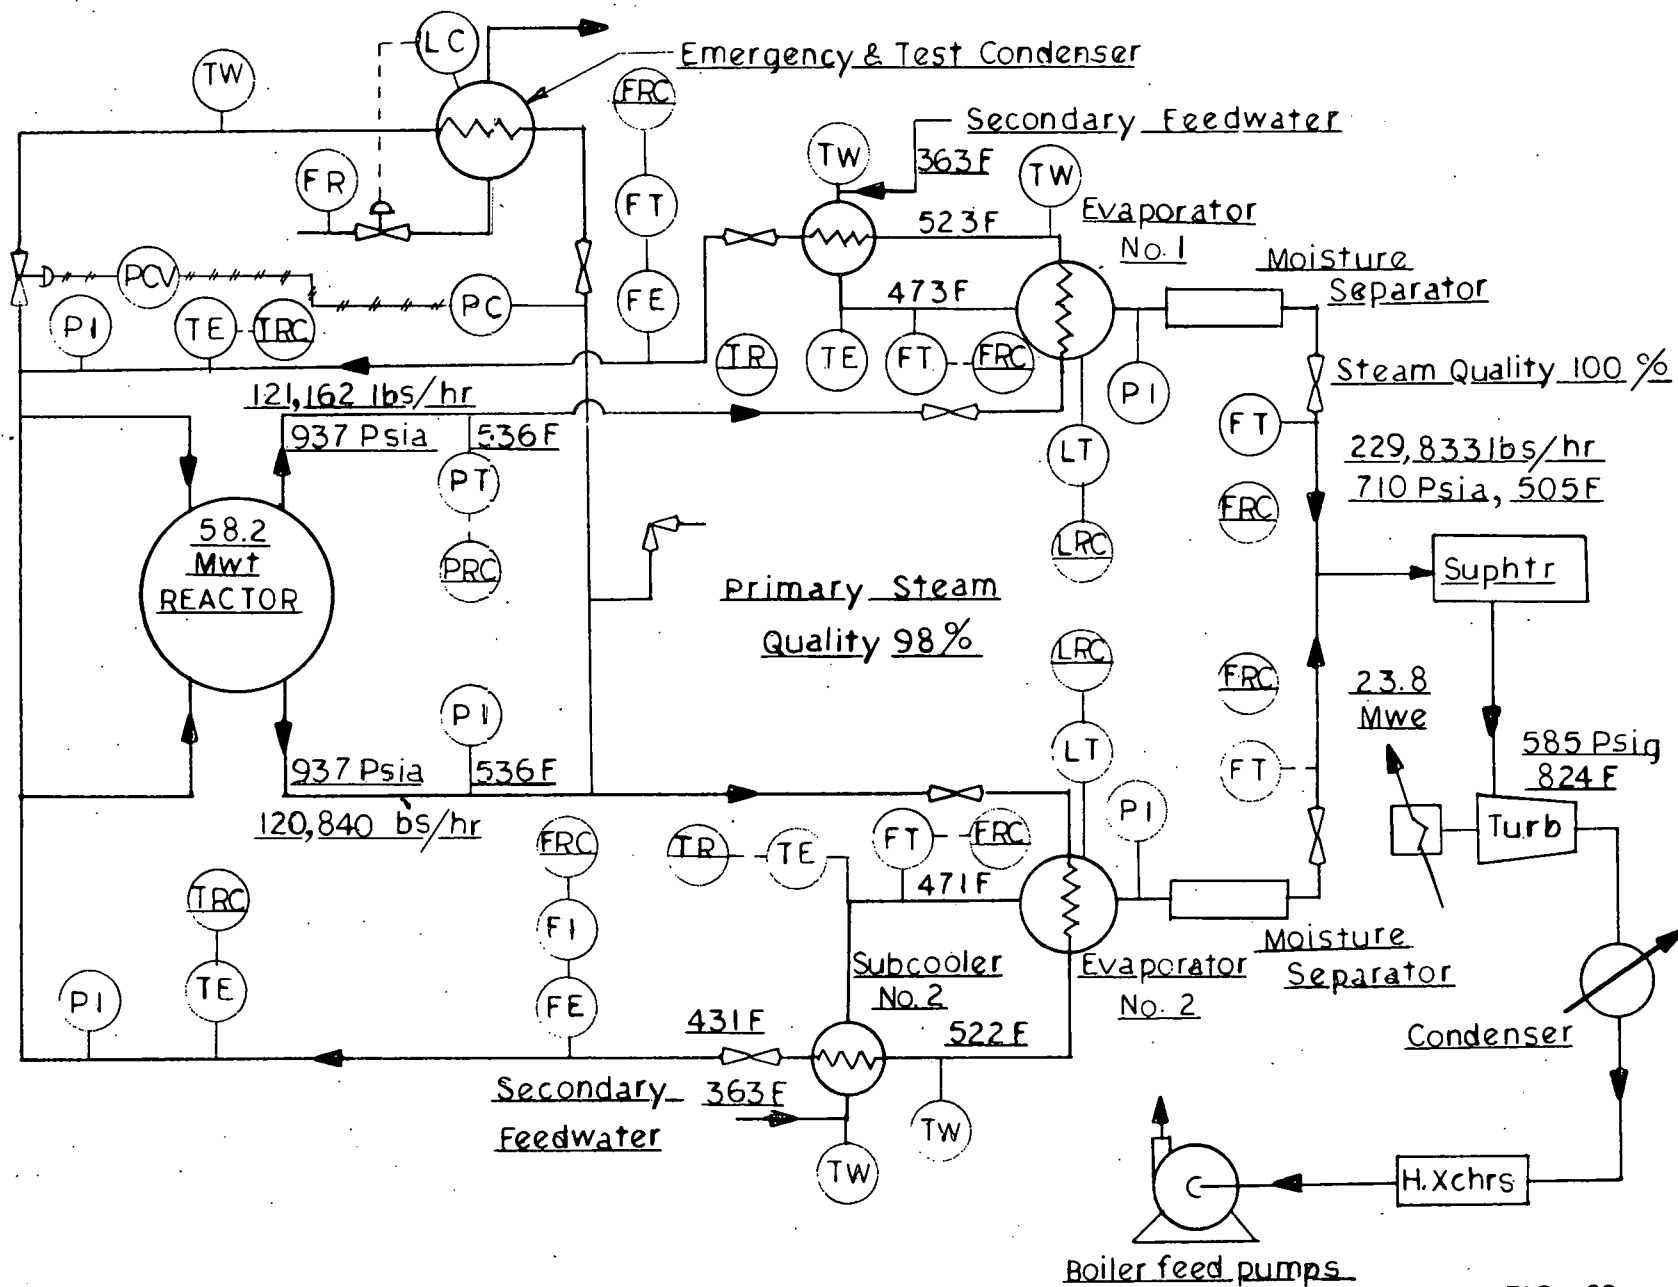 LC
Emergency & Test Condenser
TW
FRC
Secondary Feedwater
363F
TW
TW
FR
FT
523F
Evaporator
No. 1
Moisture
Separator
PCV
PC
FE
473F
PI
TE
TRC
TR
TE
FT
FRC
PI
Steam Quality 100 %
121,162 lbs/hr
937 Psia
536F
FT
229,833 lbs/hr
710 Psia, 505F
PT
LT
FRC
58.2
Mwt
REACTOR
PRC
LRC
Suphtr
Primary Steam
Quality 98%
LRC
FRC
23.8
Mwe
PI
LT
FT
585 Psig
824F
937 Psia
536F
120,840 bs/hr
FRC
TR
TE
FT
FRC
PI
Turb
471F
TRC
FI
Subcooler
No. 2
Evaporator
No. 2
Moisture
Separator
PI
TE
FE
431F
522F
Condenser
Secondary
Feedwater
363F
TW
TW
H.Xchrs
C
Boiler feed pumps